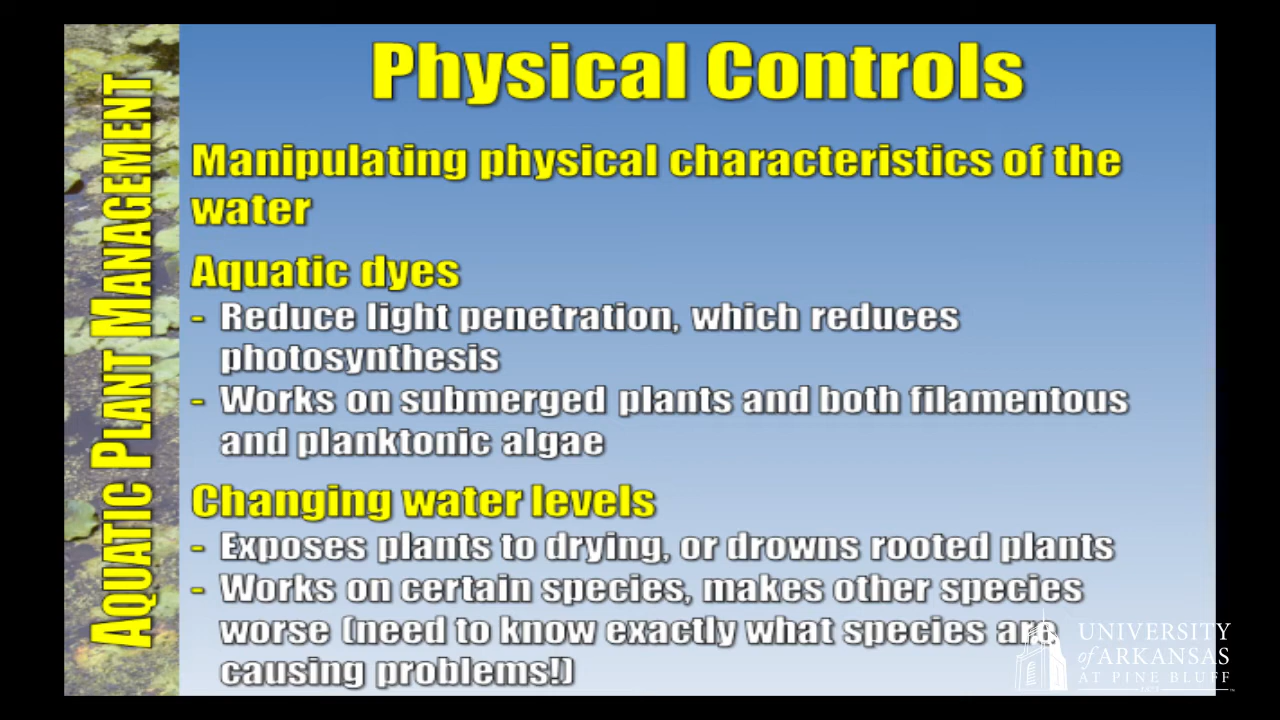 Physical Controls
AQUATIC PLANT MANAGEMENT
Manipulating physical characteristics of the
water
Aquatic dyes
- Reduce light penetration, which reduces
photosynthesis
- Works on submerged plants and both filamentous
and planktonic algae
Changing water levels
- Exposes plants to drying, or drowns rooted plants
- Works on certain species, makes other species
worse (need to know exactly what species are
causing problems!)
UNIVERSITY
of ARKANSAS
AT PINE BLUFF